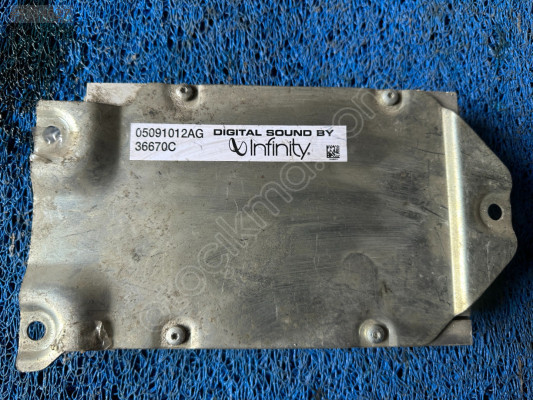 05091012AG DIGITAL SOUND BY
36670C Infinity